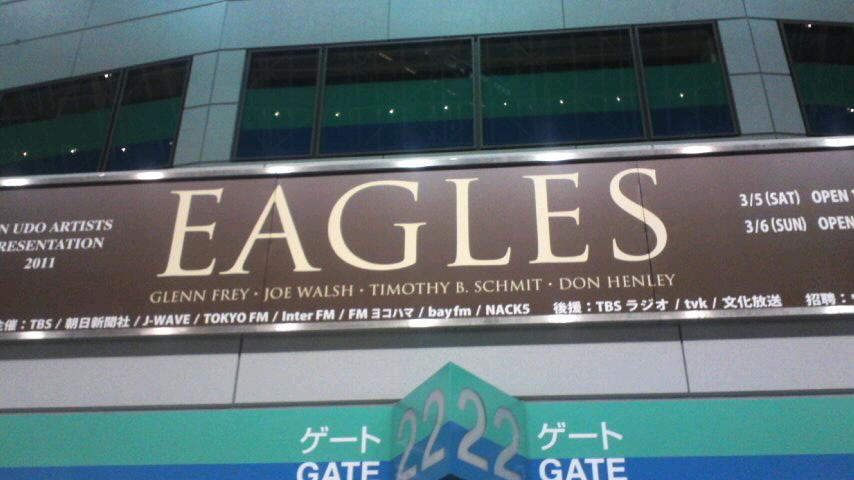 EAGLES
GLENN FREY · JOE WALSH · TIMOTHY B. SCHMIT · DON HENLEY
UDO ARTISTS
2011
3/5(SAT) OPEN
3/6(SUN) OPEN
主催：TBS / 朝日新聞社 / J-WAVE / TOKYO FM / Inter FM / FM ヨコハマ / bayfm / NACK5 後援：TBS ラジオ / tvk / 文化放送 招聘：
ゲート 22 22 ゲート
GATE GATE